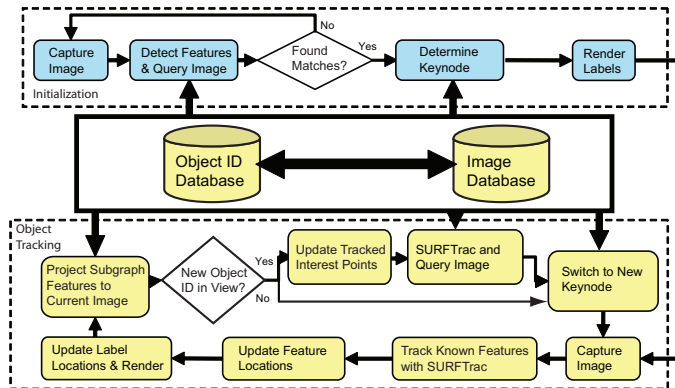 No
Capture
Image
Detect Features
& Query Image
Found
Matches?
Yes
Determine
Keynode
Render
Labels
Initialization
Object ID
Database
Image
Database
Object
Tracking
Project Subgraph
Features to
Current Image
New Object
ID in View?
Yes
No
Update Tracked
Interest Points
SURFTrac and
Query Image
Switch to New
Keynode
Update Label
Locations & Render
Update Feature
Locations
Track Known Features
with SURFTrac
Capture
Image